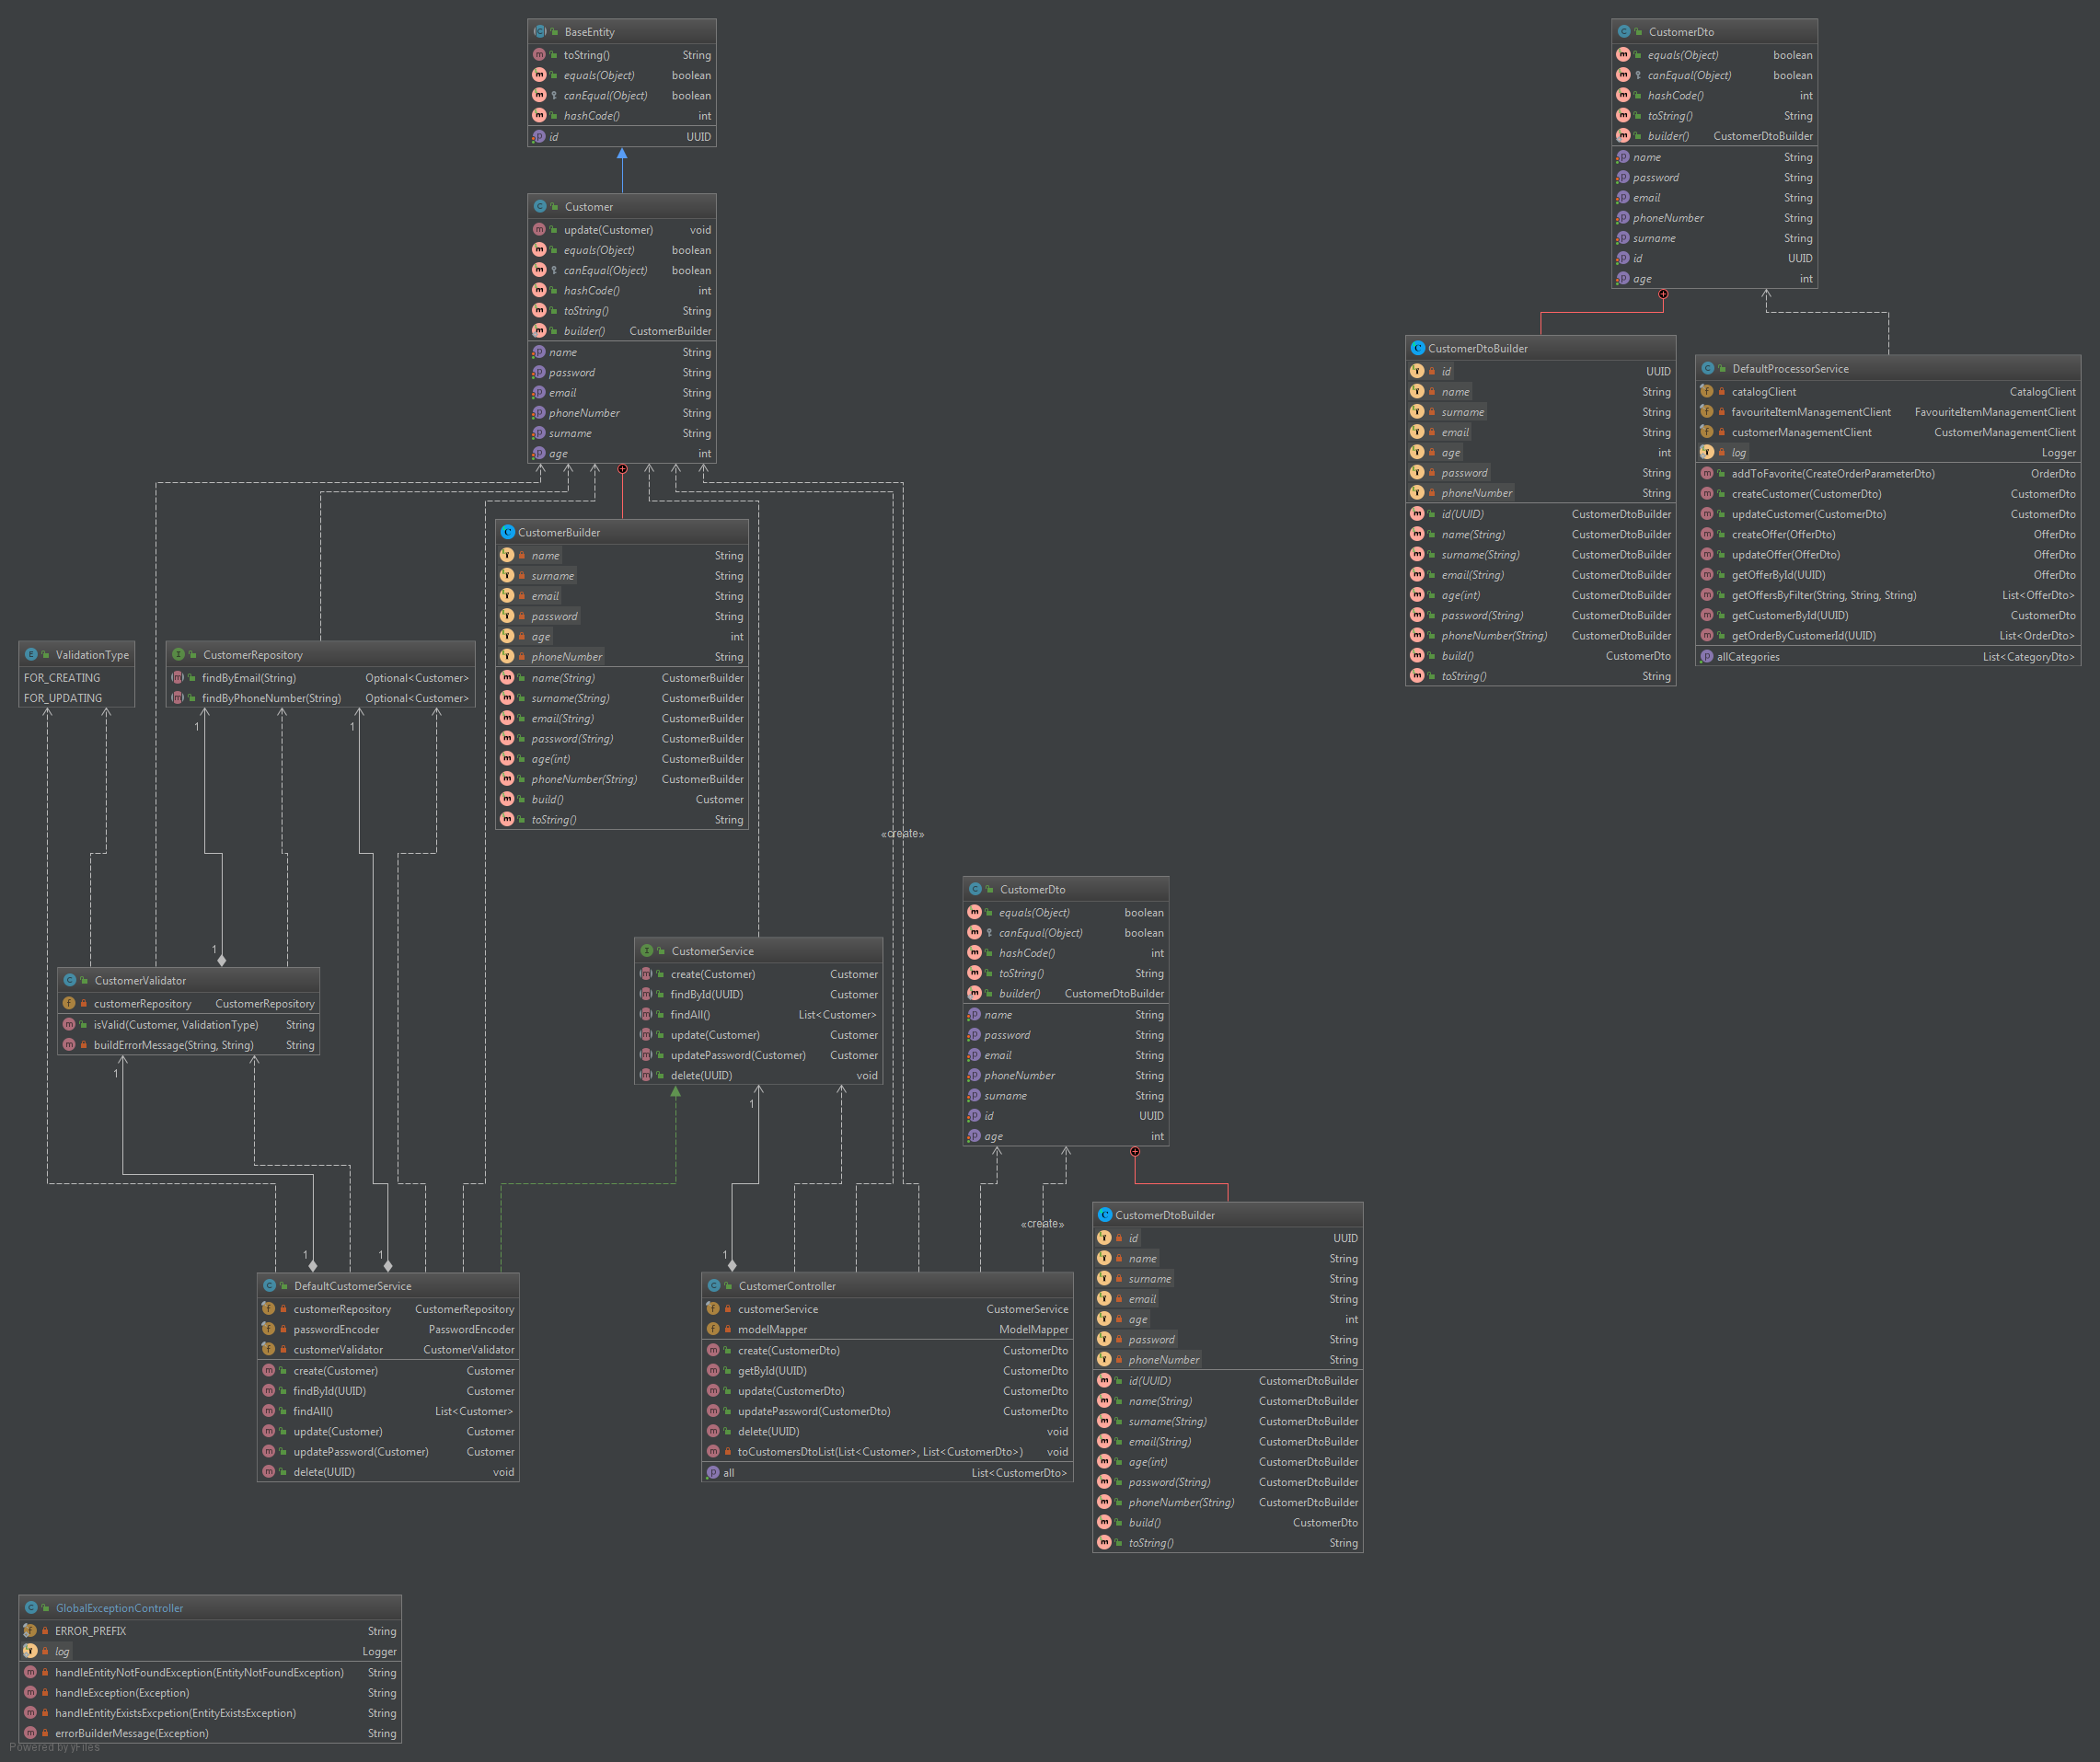 BaseEntity
toString() String
equals(Object) boolean
canEqual(Object) boolean
hashCode() int
id UUID
Customer
update(Customer) void
equals(Object) boolean
canEqual(Object) boolean
hashCode() int
toString() String
builder() CustomerBuilder
name String
password String
email String
phoneNumber String
surname String
age int
CustomerDto
equals(Object) boolean
canEqual(Object) boolean
hashCode() int
toString() String
builder() CustomerDtoBuilder
name String
password String
email String
phoneNumber String
surname String
id UUID
age int
CustomerDtoBuilder
id UUID
name String
surname String
email String
age int
password String
phoneNumber String
id(UUID) CustomerDtoBuilder
name(String) CustomerDtoBuilder
surname(String) CustomerDtoBuilder
email(String) CustomerDtoBuilder
age(int) CustomerDtoBuilder
password(String) CustomerDtoBuilder
phoneNumber(String) CustomerDtoBuilder
build() CustomerDto
toString() String
DefaultProcessorService
catalogClient CatalogClient
favouriteItemManagementClient FavouriteItemManagementClient
customerManagementClient CustomerManagementClient
log Logger
addToFavorite(CreateOrderParameterDto) OrderDto
createCustomer(CustomerDto) CustomerDto
updateCustomer(CustomerDto) CustomerDto
createOffer(OfferDto) OfferDto
updateOffer(OfferDto) OfferDto
getOfferById(UUID) OfferDto
getOffersByFilter(String, String, String) List<OfferDto>
getCustomerById(UUID) CustomerDto
getOrderByCustomerId(UUID) List<OrderDto>
allCategories List<CategoryDto>
CustomerBuilder
name String
surname String
email String
password String
age int
phoneNumber String
name(String) CustomerBuilder
surname(String) CustomerBuilder
email(String) CustomerBuilder
password(String) CustomerBuilder
age(int) CustomerBuilder
phoneNumber(String) CustomerBuilder
build() Customer
toString() String
ValidationType
FOR_CREATING
FOR_UPDATING
CustomerRepository
findByEmail(String) Optional<Customer>
findByPhoneNumber(String) Optional<Customer>
1
1
«create»
1
CustomerValidator
customerRepository CustomerRepository
isValid(Customer, ValidationType) String
buildErrorMessage(String, String) String
1
CustomerService
create(Customer) Customer
findById(UUID) Customer
findAll() List<Customer>
update(Customer) Customer
updatePassword(Customer) Customer
delete(UUID) void
1
CustomerDto
equals(Object) boolean
canEqual(Object) boolean
hashCode() int
toString() String
builder() CustomerDtoBuilder
name String
password String
email String
phoneNumber String
surname String
id UUID
age int
«create»
1
1
1
DefaultCustomerService
customerRepository CustomerRepository
passwordEncoder PasswordEncoder
customerValidator CustomerValidator
create(Customer) Customer
findById(UUID) Customer
findAll() List<Customer>
update(Customer) Customer
updatePassword(Customer) Customer
delete(UUID) void
CustomerController
customerService CustomerService
modelMapper ModelMapper
create(CustomerDto) CustomerDto
getById(UUID) CustomerDto
update(CustomerDto) CustomerDto
updatePassword(CustomerDto) CustomerDto
delete(UUID) void
toCustomersDtoList(List<Customer>, List<CustomerDto>) void
all List<CustomerDto>
CustomerDtoBuilder
id UUID
name String
surname String
email String
age int
password String
phoneNumber String
id(UUID) CustomerDtoBuilder
name(String) CustomerDtoBuilder
surname(String) CustomerDtoBuilder
email(String) CustomerDtoBuilder
age(int) CustomerDtoBuilder
password(String) CustomerDtoBuilder
phoneNumber(String) CustomerDtoBuilder
build() CustomerDto
toString() String
GlobalExceptionController
ERROR_PREFIX String
log Logger
handleEntityNotFoundException(EntityNotFoundException) String
handleException(Exception) String
handleEntityExistsExcpetion(EntityExistsException) String
errorBuilderMessage(Exception) String
Powered by yFiles